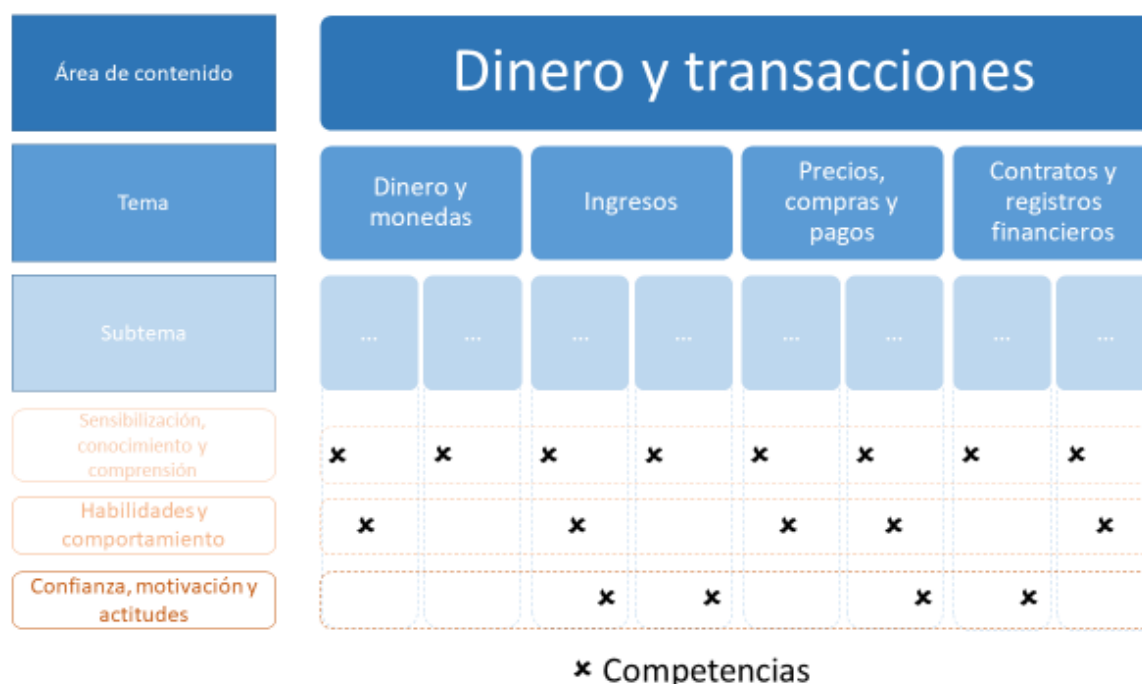 Área de contenido
Dinero y transacciones
Tema
Dinero y
monedas
Ingresos
Precios,
compras y
pagos
Contratos y
registros
financieros
Subtema
... ... ... ... ... ... ... ...
Sensibilización,
conocimiento y
comprensión
Habilidades y
comportamiento
Confianza, motivación y
actitudes
Competencias